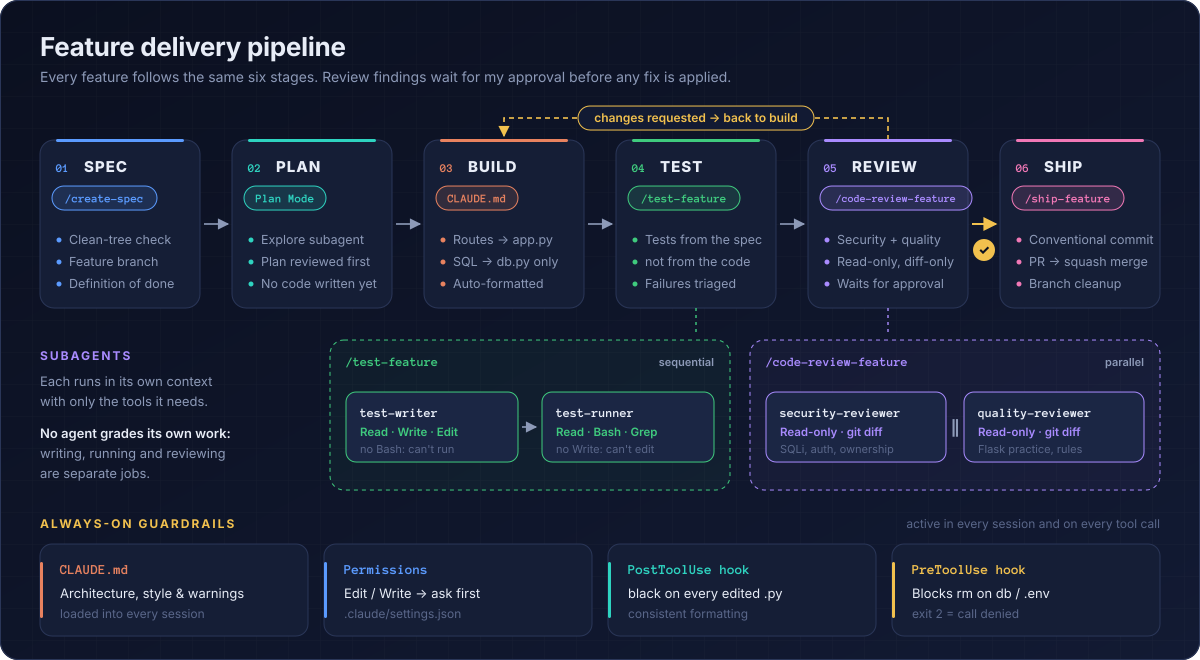 Feature delivery pipeline
Every feature follows the same six stages. Review findings wait for my approval before any fix is applied.
changes requested → back to build
01 SPEC
/create-spec
Clean-tree check
Feature branch
Definition of done
02 PLAN
Plan Mode
Explore subagent
Plan reviewed first
No code written yet
03 BUILD
CLAUDE.md
Routes → app.py
SQL → db.py only
Auto-formatted
04 TEST
/test-feature
Tests from the spec
not from the code
Failures triaged
05 REVIEW
/code-review-feature
Security + quality
Read-only, diff-only
Waits for approval
06 SHIP
/ship-feature
Conventional commit
PR → squash merge
Branch cleanup
SUBAGENTS
Each runs in its own context
with only the tools it needs.
No agent grades its own work:
writing, running and reviewing
are separate jobs.
/test-feature
sequential
test-writer
Read · Write · Edit
no Bash: can't run
test-runner
Read · Bash · Grep
no Write: can't edit
/code-review-feature
parallel
security-reviewer
Read-only · git diff
SQLi, auth, ownership
quality-reviewer
Read-only · git diff
Flask practice, rules
ALWAYS-ON GUARDRAILS
active in every session and on every tool call
CLAUDE.md
Architecture, style & warnings
loaded into every session
Permissions
Edit / Write → ask first
.claude/settings.json
PostToolUse hook
black on every edited .py
consistent formatting
PreToolUse hook
Blocks rm on db / .env
exit 2 = call denied